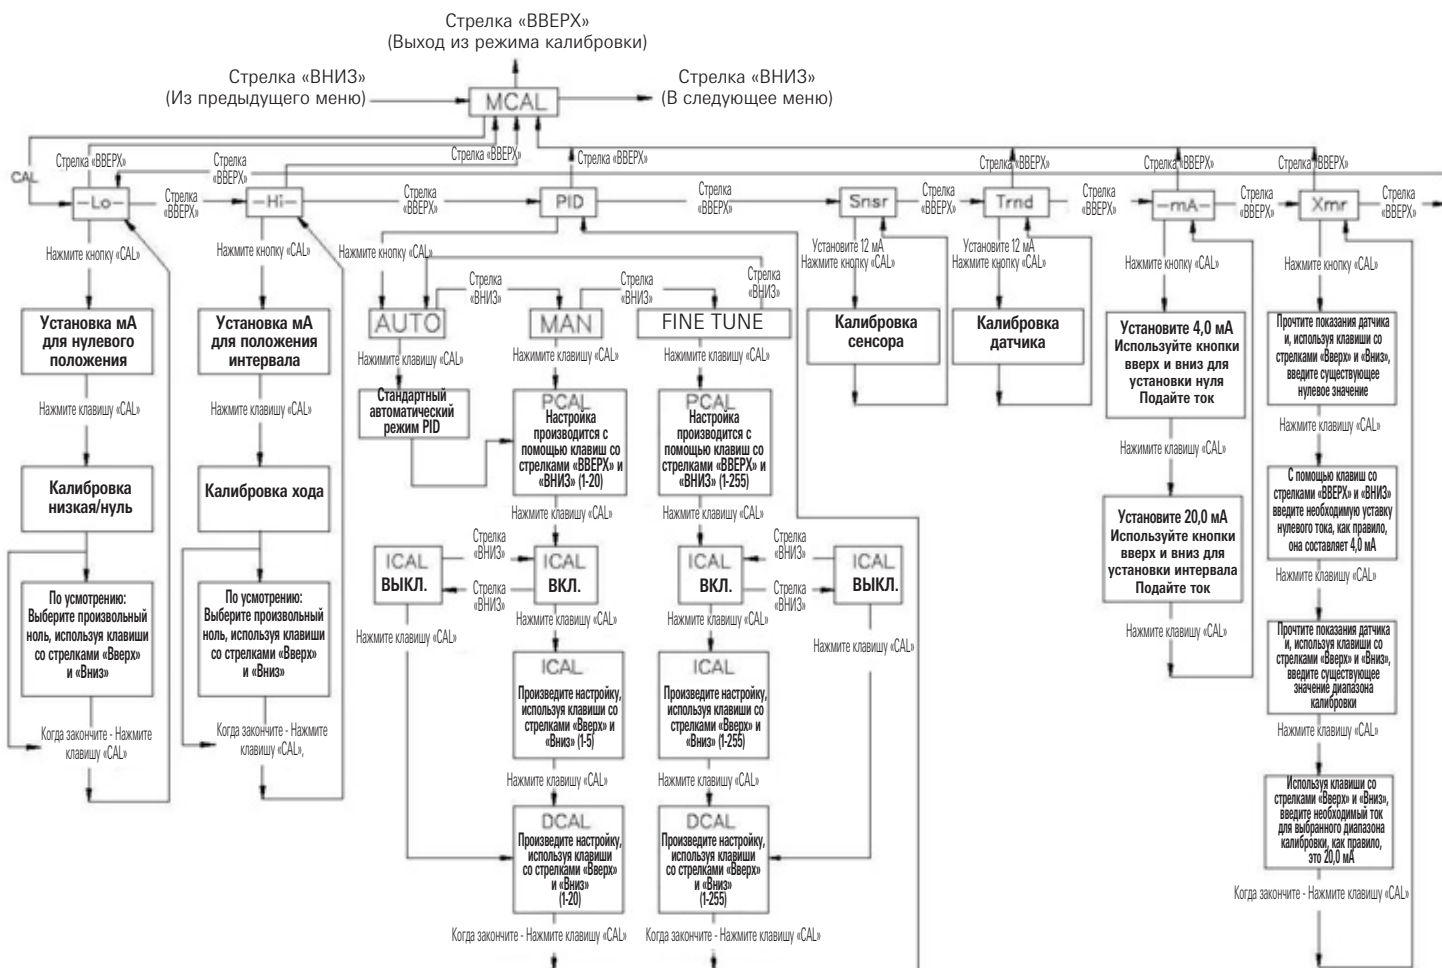 Стрелка «ВВЕРХ»
(Выход из режима калибровки)
Стрелка «ВНИЗ»
(Из предыдущего меню)
Стрелка «ВНИЗ»
(В следующее меню)
MCAL
CAL
Стрелка «ВВЕРХ»
Стрелка
«ВВЕРХ»
Стрелка «ВВЕРХ»
Стрелка «ВВЕРХ»
Стрелка «ВВЕРХ»
Стрелка «ВВЕРХ»
Стрелка «ВВЕРХ»
–Lo–
Стрелка
«ВВЕРХ»
–Hi–
Стрелка
«ВВЕРХ»
PID
Стрелка
«ВВЕРХ»
Snsr
Стрелка
«ВВЕРХ»
Trnd
Стрелка
«ВВЕРХ»
–mA–
Стрелка
«ВВЕРХ»
Xmr
Стрелка
«ВВЕРХ»
Нажмите кнопку «CAL»
Установка мА
для нулевого
положения
Нажмите клавишу «CAL»
Калибровка
низкая/нуль
По усмотрению:
Выберите произвольный
ноль, используя клавиши
со стрелками «Вверх»
и «Вниз»
Когда закончите - Нажмите
клавишу «CAL»
Нажмите кнопку «CAL»
Установка мА
для положения
интервала
Нажмите клавишу «CAL»
Калибровка хода
По усмотрению:
Выберите произвольный
ноль, используя клавиши
со стрелками «Вверх»
и «Вниз»
Когда закончите - Нажмите
клавишу «CAL»,
Нажмите кнопку «CAL»
AUTO
Стрелка
«ВНИЗ»
MAN
Стрелка
«ВНИЗ»
FINE TUNE
Стрелка
«ВНИЗ»
Нажимите клавишу «CAL»
Стандартный
автоматический
режим PID
Нажмите клавишу «CAL»
PCAL
Настройка
производится с
помощью клавиш со
стрелками «ВВЕРХ» и
«ВНИЗ» (1-20)
Нажмите клавишу «CAL»
ICAL
ВЫКЛ.
Стрелка
«ВНИЗ»
Стрелка
«ВНИЗ»
ICAL
ВКЛ.
Нажмите клавишу «CAL»
Нажмите клавишу «CAL»
ICAL
Произведите настройку,
используя клавиши со
стрелками «Вверх» и
«Вниз» (1-5)
Нажмите клавишу «CAL»
DCAL
Произведите настройку,
используя клавиши
со стрелками «Вверх»
и «Вниз»
(1-20)
Когда закончите - Нажмите клавишу «CAL»
Нажмите клавишу «CAL»
PCAL
Настройка
производится с
помощью клавиш со
стрелками «ВВЕРХ» и
«ВНИЗ» (1-255)
Нажмите клавишу «CAL»
ICAL
ВКЛ.
Стрелка
«ВНИЗ»
Стрелка
«ВНИЗ»
ICAL
ВЫКЛ.
Нажмите клавишу «CAL»
Нажмите клавишу «CAL»
ICAL
Произведите настройку,
используя клавиши со
стрелками «Вверх» и
«Вниз» (1-255)
Нажмите клавишу «CAL»
DCAL
Произведите настройку,
используя клавиши
со стрелками «Вверх»
и «Вниз»
(1-255)
Когда закончите - Нажмите клавишу «CAL»
Установите 12 мА
Нажмите кнопку «CAL»
Калибровка
сенсора
Установите 12 мА
Нажмите кнопку «CAL»
Калибровка
датчика
Нажмите кнопку «CAL»
Установите 4,0 мА
Используйте кнопки
вверх и вниз для
установки нуля
Подайте ток
Нажимите клавишу «CAL»
Установите 20,0 мА
Используйте кнопки
вверх и вниз для
установки интервала
Подайте ток
Нажмите клавишу «CAL»
Нажмите кнопку «CAL»
Прочтите показания датчика
и, используя клавиши со
стрелками «Вверх» и «Вниз»,
введите существующее
нулевое значение
Нажмите клавишу «CAL»
С помощью клавиш со
стрелками «ВВЕРХ» и «ВНИЗ»
введите необходимую уставку
нулевого тока, как правило,
она составляет 4,0 мА
Нажмите клавишу «CAL»
Прочтите показания датчика
и, используя клавиши со
стрелками «Вверх» и «Вниз»,
введите существующее
значение диапазона
калибровки
Нажмите клавишу «CAL»
Используя клавиши со
стрелками «Вверх» и «Вниз»,
введите необходимый ток
для выбранного диапазона
калибровки, как правило,
это 20,0 мА
Когда закончите - Нажмите клавишу «CAL»